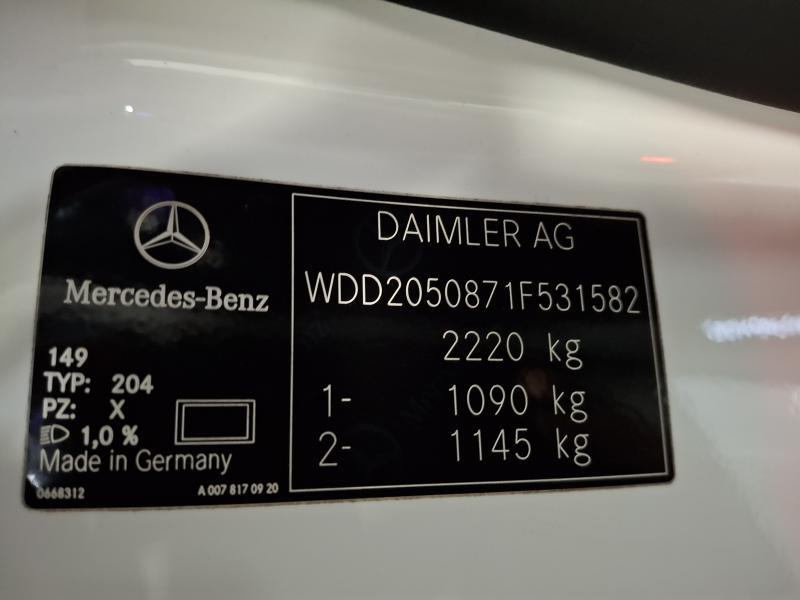 Mercedes-Benz
149
TYP: 204
PZ: X
1,0 %
Made in Germany
0668312
A 007 817 09 20
DAIMLER AG
WDD2050871F531582
2220 kg
1- 1090 kg
2- 1145 kg